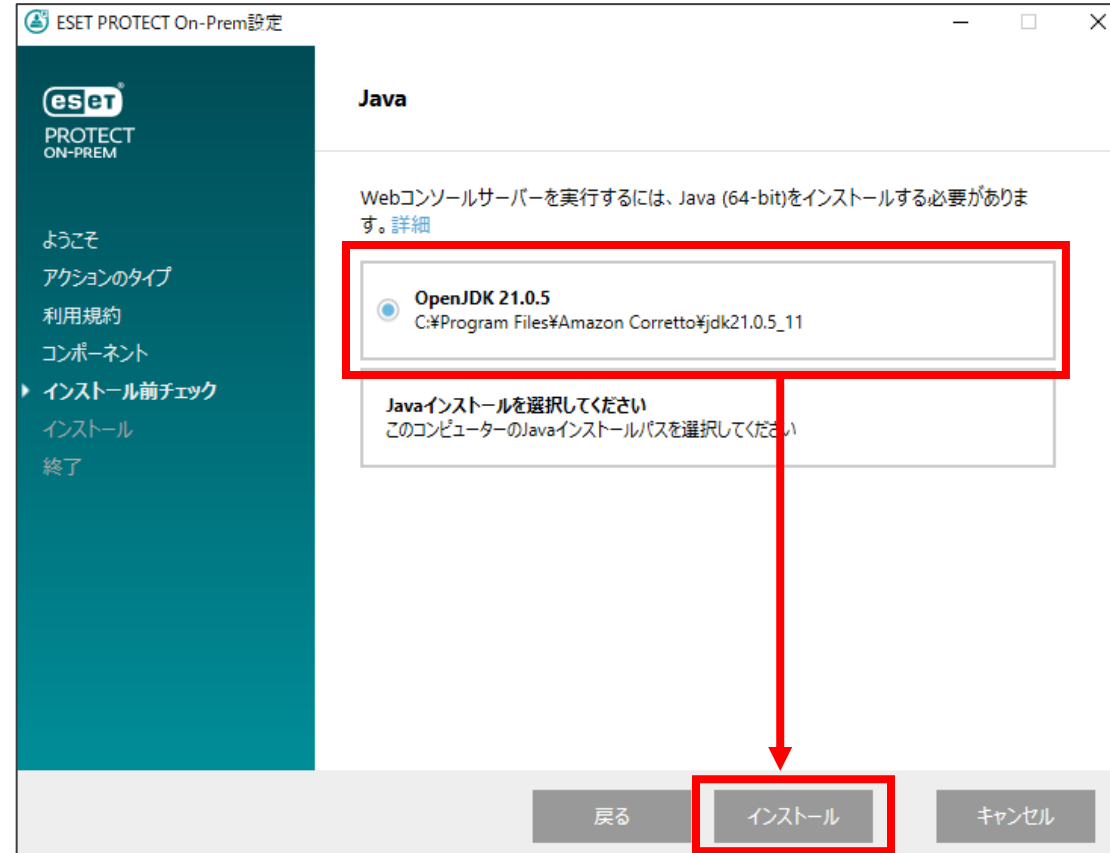 ESET PROTECT On-Prem設定
eseT
PROTECT
ON-PREM
ようこそ
アクションのタイプ
利用規約
コンポーネント
インストール前チェック
インストール
終了
Java
Webコンソールサーバーを実行するには、Java (64-bit)をインストールする必要がありま
す。詳細
OpenJDK 21.0.5
C:¥Program Files¥Amazon Corretto¥jdk21.0.5_11
Javaインストールを選択してください
このコンピューターのJavaインストールパスを選択してください
戻る
インストール
キャンセル